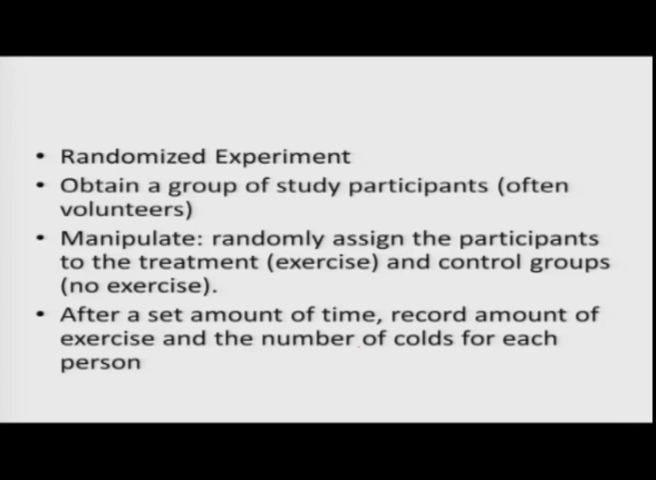 • Randomized Experiment
• Obtain a group of study participants (often
volunteers)
• Manipulate: randomly assign the participants
to the treatment (exercise) and control groups
(no exercise).
• After a set amount of time, record amount of
exercise and the number of colds for each
person